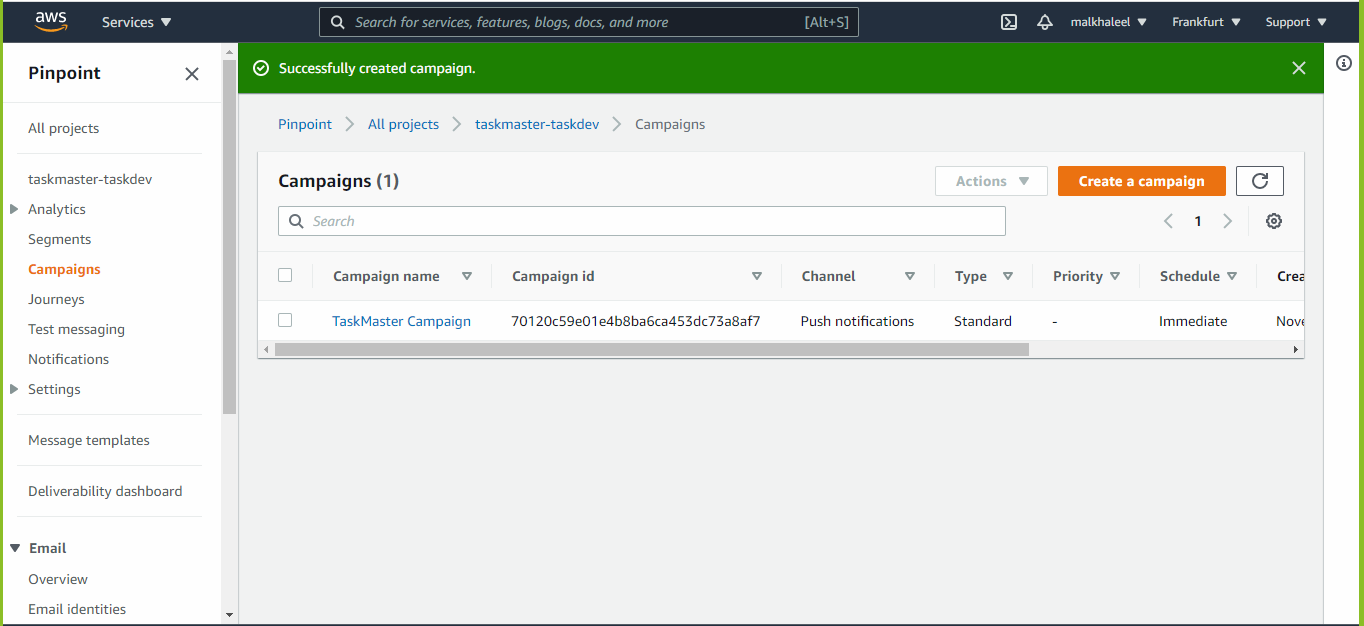 aws
Services
Search for services, features, blogs, docs, and more [Alt+S]
malkhaleel
Frankfurt
Support
Pinpoint
All projects
taskmaster-taskdev
Analytics
Segments
Campaigns
Journeys
Test messaging
Notifications
Settings
Message templates
Deliverability dashboard
Email
Overview
Email identities
Successfully created campaign.
Pinpoint All projects taskmaster-taskdev Campaigns
Campaigns (1)
Actions
Create a campaign
Search
1
Campaign name Campaign id Channel Type Priority Schedule Crea
TaskMaster Campaign 70120c59e01e4b8ba6ca453dc73a8af7 Push notifications Standard - Immediate Nove